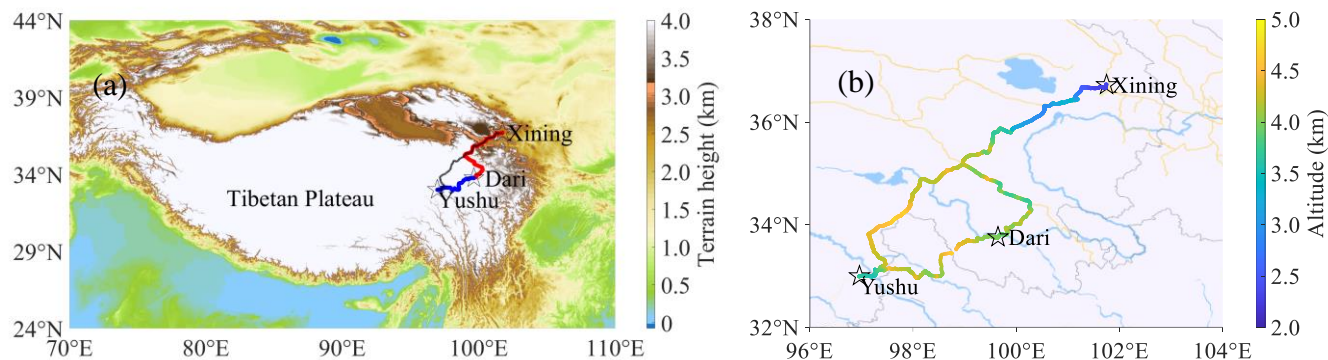 (a)
44°N
39°N
34°N
29°N
24°N
70°E
80°E
90°E
100°E
110°E
Xining
Dari
Yushu
Tibetan Plateau
4.0
3.5
3.0
2.5
2.0
1.5
1.0
0.5
0
Terrain height (km)
(b)
38°N
36°N
34°N
32°N
96°E
98°E
100°E
102°E
104°E
Xining
Dari
Yushu
5.0
4.5
4.0
3.5
3.0
2.5
2.0
Altitude (km)